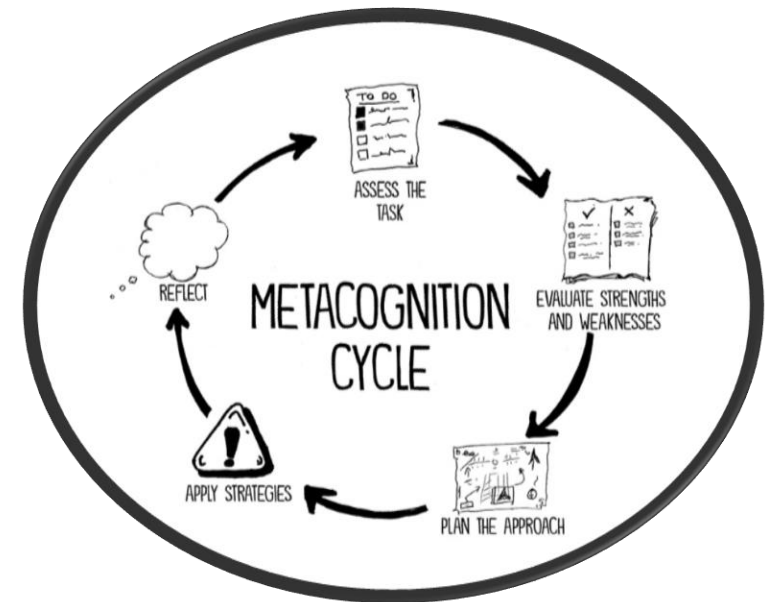 TO DO
ASSESS THE
TASK
EVALUATE STRENGTHS
AND WEAKNESSES
PLAN THE APPROACH
APPLY STRATEGIES
REFLECT
METACOGNITION
CYCLE